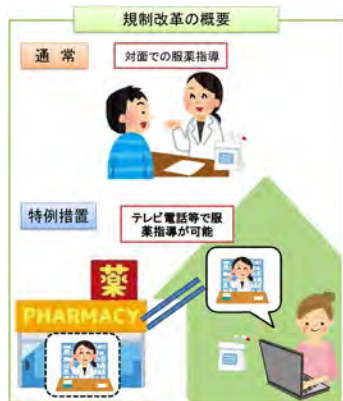 規制改革の概要
通 常
対面での服薬指導
特例措置
テレビ電話等で服
薬指導が可能
薬
PHARMACY